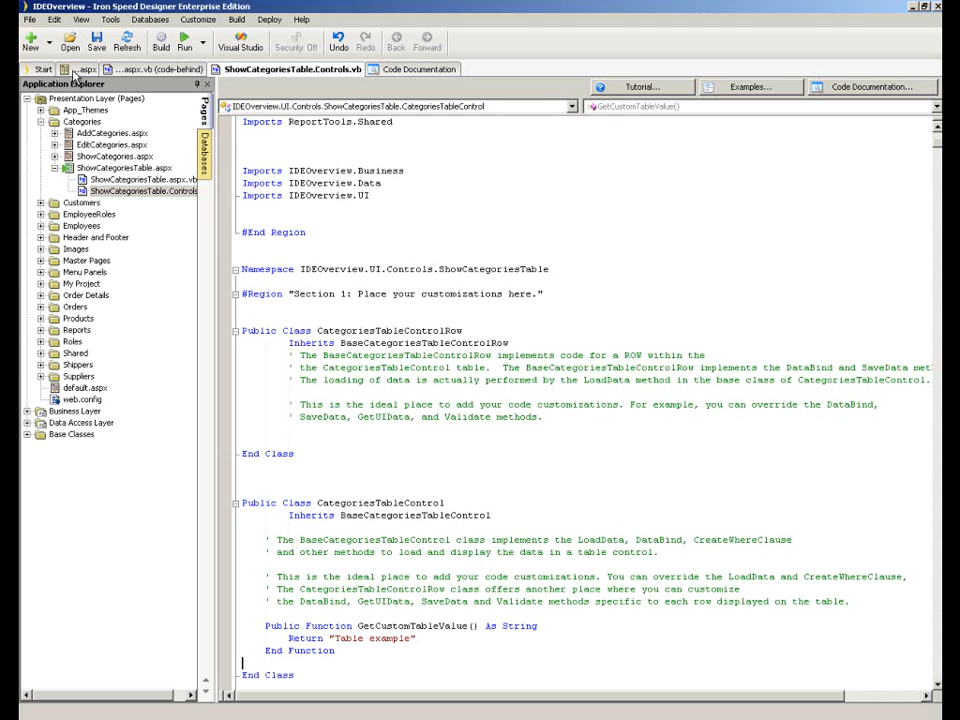 IDEOverview - Iron Speed Designer Enterprise Edition
File Edit View Tools Databases Customize Build Deploy Help
New Open Save Refresh Build Run Visual Studio Security: Off Undo Redo Back Forward
Start ...aspx ...aspx.vb (code-behind) ShowCategoriesTable.Controls.vb Code Documentation
Application Explorer
Tutorial... Examples... Code Documentation...
IDEOverview.UI.Controls.ShowCategoriesTable.CategoriesTableControl GetCustomTableValue()
Pages
Databases
Presentation Layer (Pages)
App_Themes
Categories
AddCategories.aspx
EditCategories.aspx
ShowCategories.aspx
ShowCategoriesTable.aspx
ShowCategoriesTable.aspx.vb
ShowCategoriesTable.Controls
Customers
EmployeeRoles
Employees
Header and Footer
Images
Master Pages
Menu Panels
My Project
Order Details
Orders
Products
Reports
Roles
Shared
Shippers
Suppliers
default.aspx
web.config
Business Layer
Data Access Layer
Base Classes
Imports ReportTools.Shared
Imports IDEOverview.Business
Imports IDEOverview.Data
Imports IDEOverview.UI
#End Region
Namespace IDEOverview.UI.Controls.ShowCategoriesTable
#Region "Section 1: Place your customizations here."
Public Class CategoriesTableControlRow
Inherits BaseCategoriesTableControlRow
' The BaseCategoriesTableControlRow implements code for a ROW within the
' the CategoriesTableControl table. The BaseCategoriesTableControlRow implements the DataBind and SaveData met
' The loading of data is actually performed by the LoadData method in the base class of CategoriesTableControl.
' This is the ideal place to add your code customizations. For example, you can override the DataBind,
' SaveData, GetUIData, and Validate methods.
End Class
Public Class CategoriesTableControl
Inherits BaseCategoriesTableControl
' The BaseCategoriesTableControl class implements the LoadData, DataBind, CreateWhereClause
' and other methods to load and display the data in a table control.
' This is the ideal place to add your code customizations. You can override the LoadData and CreateWhereClause,
' The CategoriesTableControlRow class offers another place where you can customize
' the DataBind, GetUIData, SaveData and Validate methods specific to each row displayed on the table.
Public Function GetCustomTableValue() As String
Return "Table example"
End Function
End Class